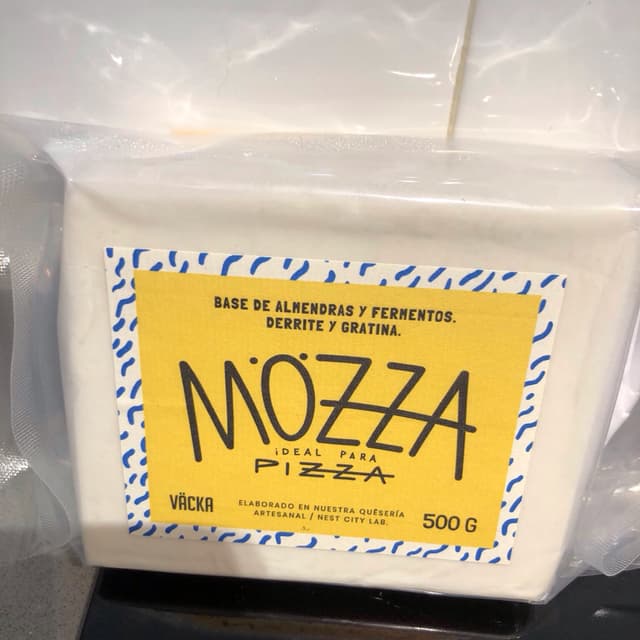 BASE DE ALMENDRAS Y FERMENTOS.
DERRITE Y GRATINA.
MÖZZA
IDEAL PARA
PIZZA
VÄCKA
ELABORADO EN NUESTRA QUESERÍA
ARTESANAL / NEST CITY LAB.
500 G